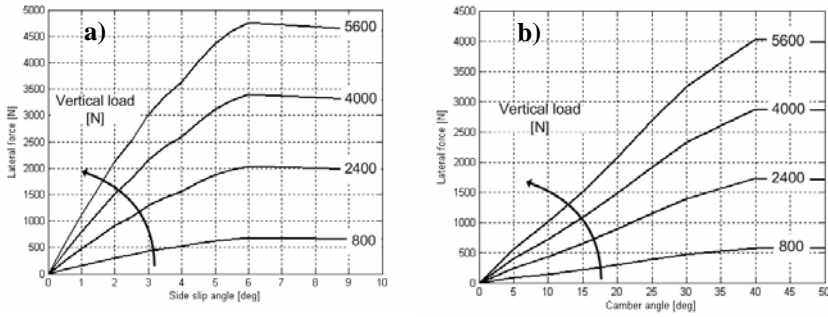 a)
5000
4500
4000
3500
3000
2500
2000
1500
1000
500
0
Lateral force [N]
Vertical load
[N]
5600
4000
2400
800
0 1 2 3 4 5 6 7 8 9 10
Side slip angle [deg]
b)
4500
4000
3500
3000
2500
2000
1500
1000
500
0
Lateral force [N]
Vertical load
[N]
5600
4000
2400
800
0 5 10 15 20 25 30 35 40 45 50
Camber angle [deg]